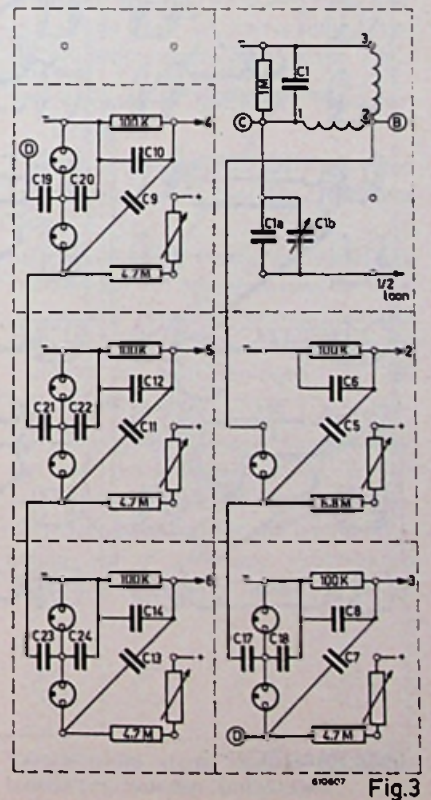 − 3
1M C1
− 100K 4
C 1 2 B
D
C10
C19 C20
C9
+
C1a C1b
4.7M
1/2 toon
− 100K 5
− 100K 2
C12
C6
C21 C22
C11
C5
+
+
4.7M
6.8M
− 100K 6
− 100K 3
C14
C8
C23 C24
C13
C17 C18
C7
+
+
4.7M
D 4.7M
610607
Fig.3